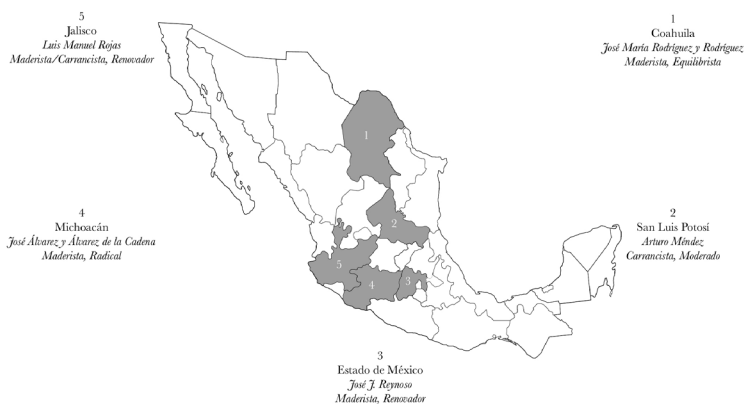 5
Jalisco
Luis Manuel Rojas
Maderista/Carrancista, Renovador
1
Coahuila
José María Rodríguez y Rodríguez
Maderista, Equilibrista
1
4
Michoacán
José Álvarez y Álvarez de la Cadena
Maderista, Radical
2
San Luis Potosí
Arturo Méndez
Carrancista, Moderado
2
5
4
3
3
Estado de México
José J. Reynoso
Maderista, Renovador